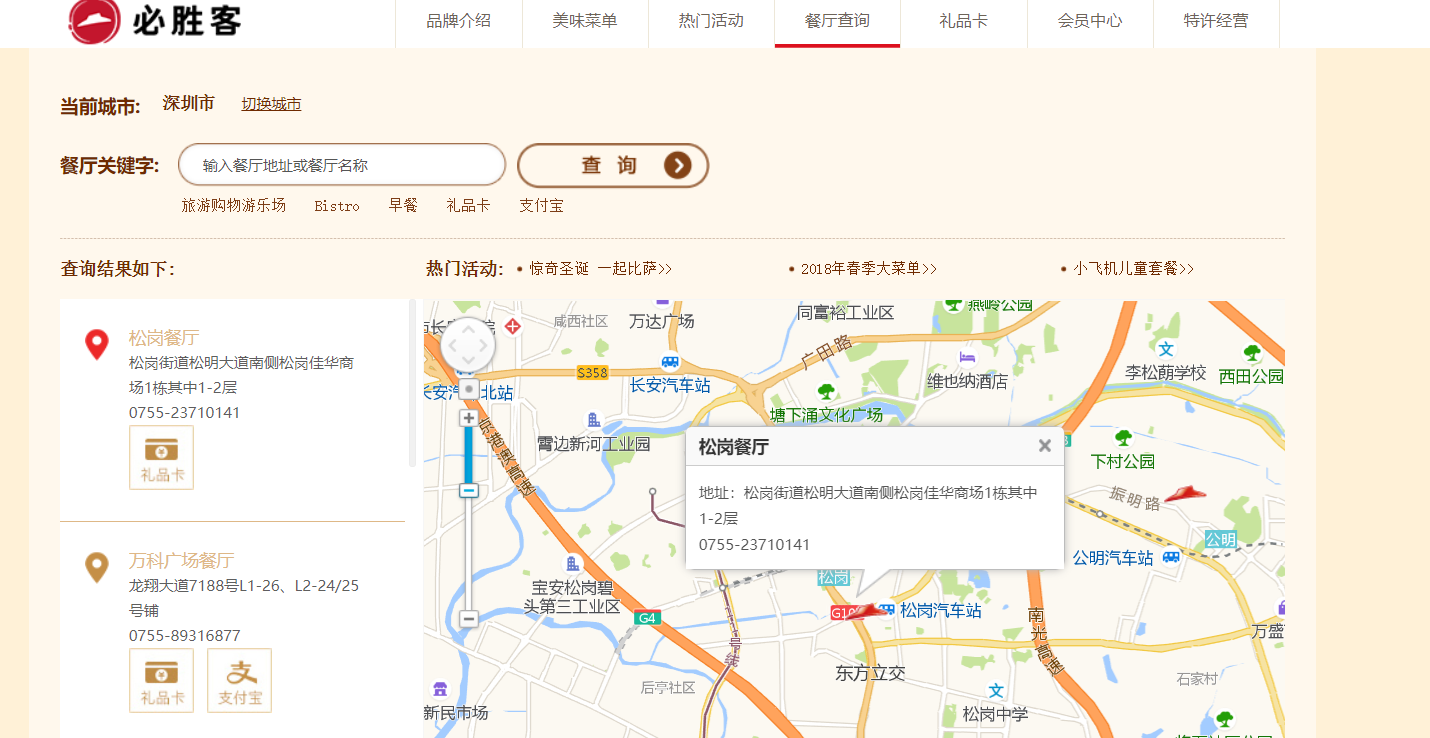 必胜客
品牌介绍
美味菜单
热门活动
餐厅查询
礼品卡
会员中心
特许经营
当前城市:
深圳市
切换城市
餐厅关键字:
输入餐厅地址或餐厅名称
查 询
旅游购物游乐场
Bistro
早餐
礼品卡
支付宝
查询结果如下:
热门活动:
惊奇圣诞 一起比萨>>
2018年春季大菜单>>
小飞机儿童套餐>>
松岗餐厅
松岗街道松明大道南侧松岗佳华商
场1栋其中1-2层
0755-23710141
礼品卡
万科广场餐厅
龙翔大道7188号L1-26、L2-24/25
号铺
0755-89316877
礼品卡
支付宝
咸西社区
万达广场
同富裕工业区
燕岭公园
广田路
文
S358
长安汽车站
维也纳酒店
李松蓢学校
西田公园
北站
塘下涌文化广场
霄边新河工业园
京港澳高速
下村公园
松岗餐厅
地址：松岗街道松明大道南侧松岗佳华商场1栋其中
1-2层
0755-23710141
振明路
公明
公明汽车站
宝安松岗碧
头第三工业区
G4
松岗
松岗汽车站
南光高速
万盛
号线
东方立交
后亭社区
石家村
新民市场
文
松岗中学